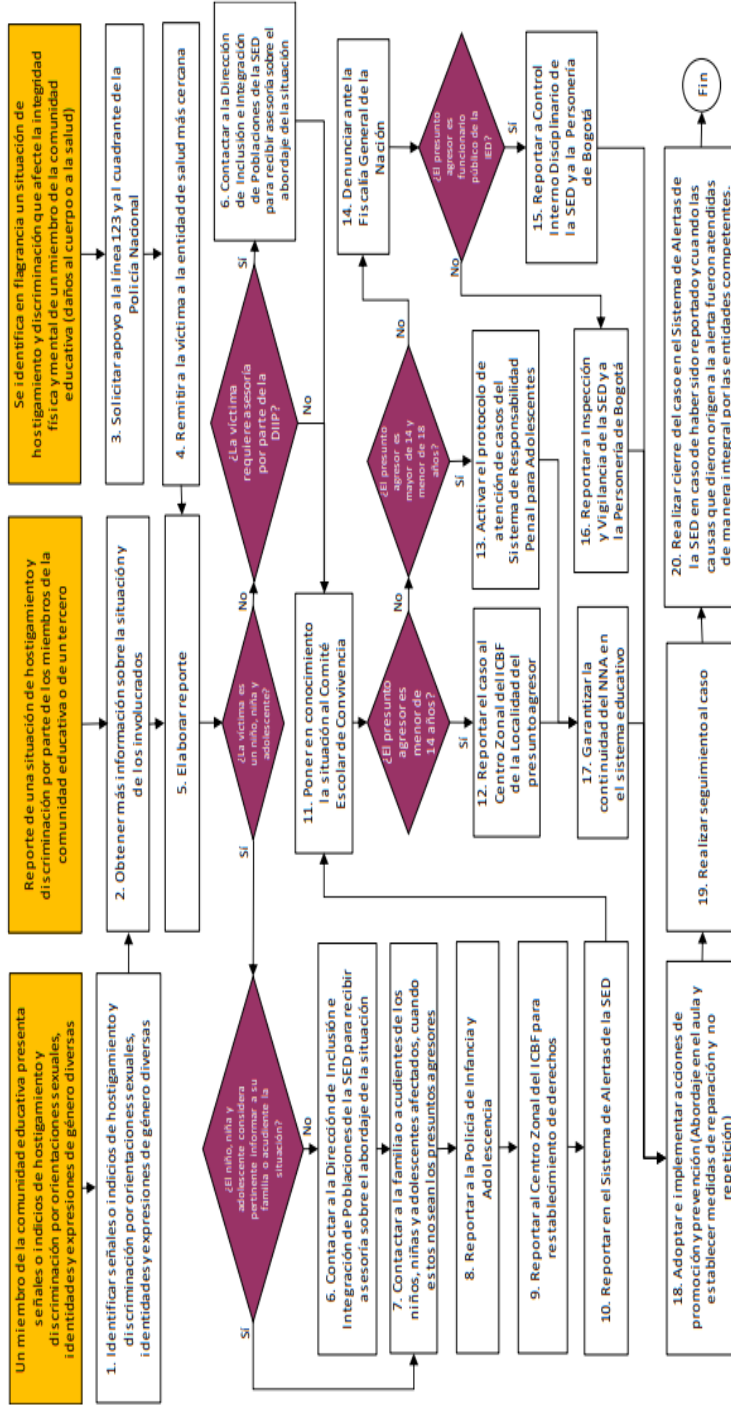 Un miembro de la comunidad educativa presenta
señales o indicios de hostigamiento y
discriminación por orientaciones sexuales,
identidades y expresiones de género diversas
Reporte de una situación de hostigamiento y
discriminación por parte de los miembros de la
comunidad educativa o de un tercero
Se identifica en flagrancia un situación de
hostigamiento y discriminación que afecte la integridad
física y mental de un miembro de la comunidad
educativa (daños al cuerpo o a la salud)
1. Identificar señales o indicios de hostigamiento y
discriminación por orientaciones sexuales,
identidades y expresiones de género diversas
2. Obtener más información sobre la situación y
de los involucrados
3. Solicitar apoyo a la línea 123 y al cuadrante de la
Policía Nacional
4. Remitir a la víctima a la entidad de salud más cercana
5. Elaborar reporte
¿La víctima es
un niño, niña y
adolescente?
Sí
No
¿La víctima
requiere asesoría
por parte de la
DIIP?
Sí
No
6. Contactar a la Dirección
de Inclusión e Integración
de Poblaciones de la SED
para recibir asesoría sobre el
abordaje de la situación
¿El niño, niña y
adolescente considera
pertinente informar a su
familia o acudiente la
situación?
Sí
No
6. Contactar a la Dirección de Inclusión e
Integración de Poblaciones de la SED para recibir
asesoría sobre el abordaje de la situación
7. Contactar a la familia o acudientes de los
niños, niñas y adolescentes afectados, cuando
estos no sean los presuntos agresores
8. Reportar a la Policía de Infancia y
Adolescencia
9. Reportar al Centro Zonal del ICBF para
restablecimiento de derechos
10. Reportar en el Sistema de Alertas de la SED
11. Poner en conocimiento
la situación al Comité
Escolar de Convivencia
¿El presunto
agresor es
menor de
14 años?
Sí
No
12. Reportar el caso al
Centro Zonal del ICBF
de la Localidad del
presunto agresor
¿El presunto
agresor es
mayor de 14 y
menor de 18
años?
Sí
No
13. Activar el protocolo de
atención de casos del
Sistema de Responsabilidad
Penal para Adolescentes
14. Denunciar ante la
Fiscalía General de la
Nación
¿El presunto
agresor es
funcionario
público de la
IED?
Sí
No
15. Reportar a Control
Interno Disciplinario de
la SED y a la Personería
de Bogotá
16. Reportar a Inspección
y Vigilancia de la SED y a
la Personería de Bogotá
17. Garantizar la
continuidad del NNA en
el sistema educativo
18. Adoptar e implementar acciones de
promoción y prevención (Abordaje en el aula y
establecer medidas de reparación y no
repetición)
19. Realizar seguimiento al caso
20. Realizar cierre del caso en el Sistema de Alertas de
la SED en caso de haber sido reportado y cuando las
causas que dieron origen a la alerta fueron atendidas
de manera integral por las entidades competentes.
Fin